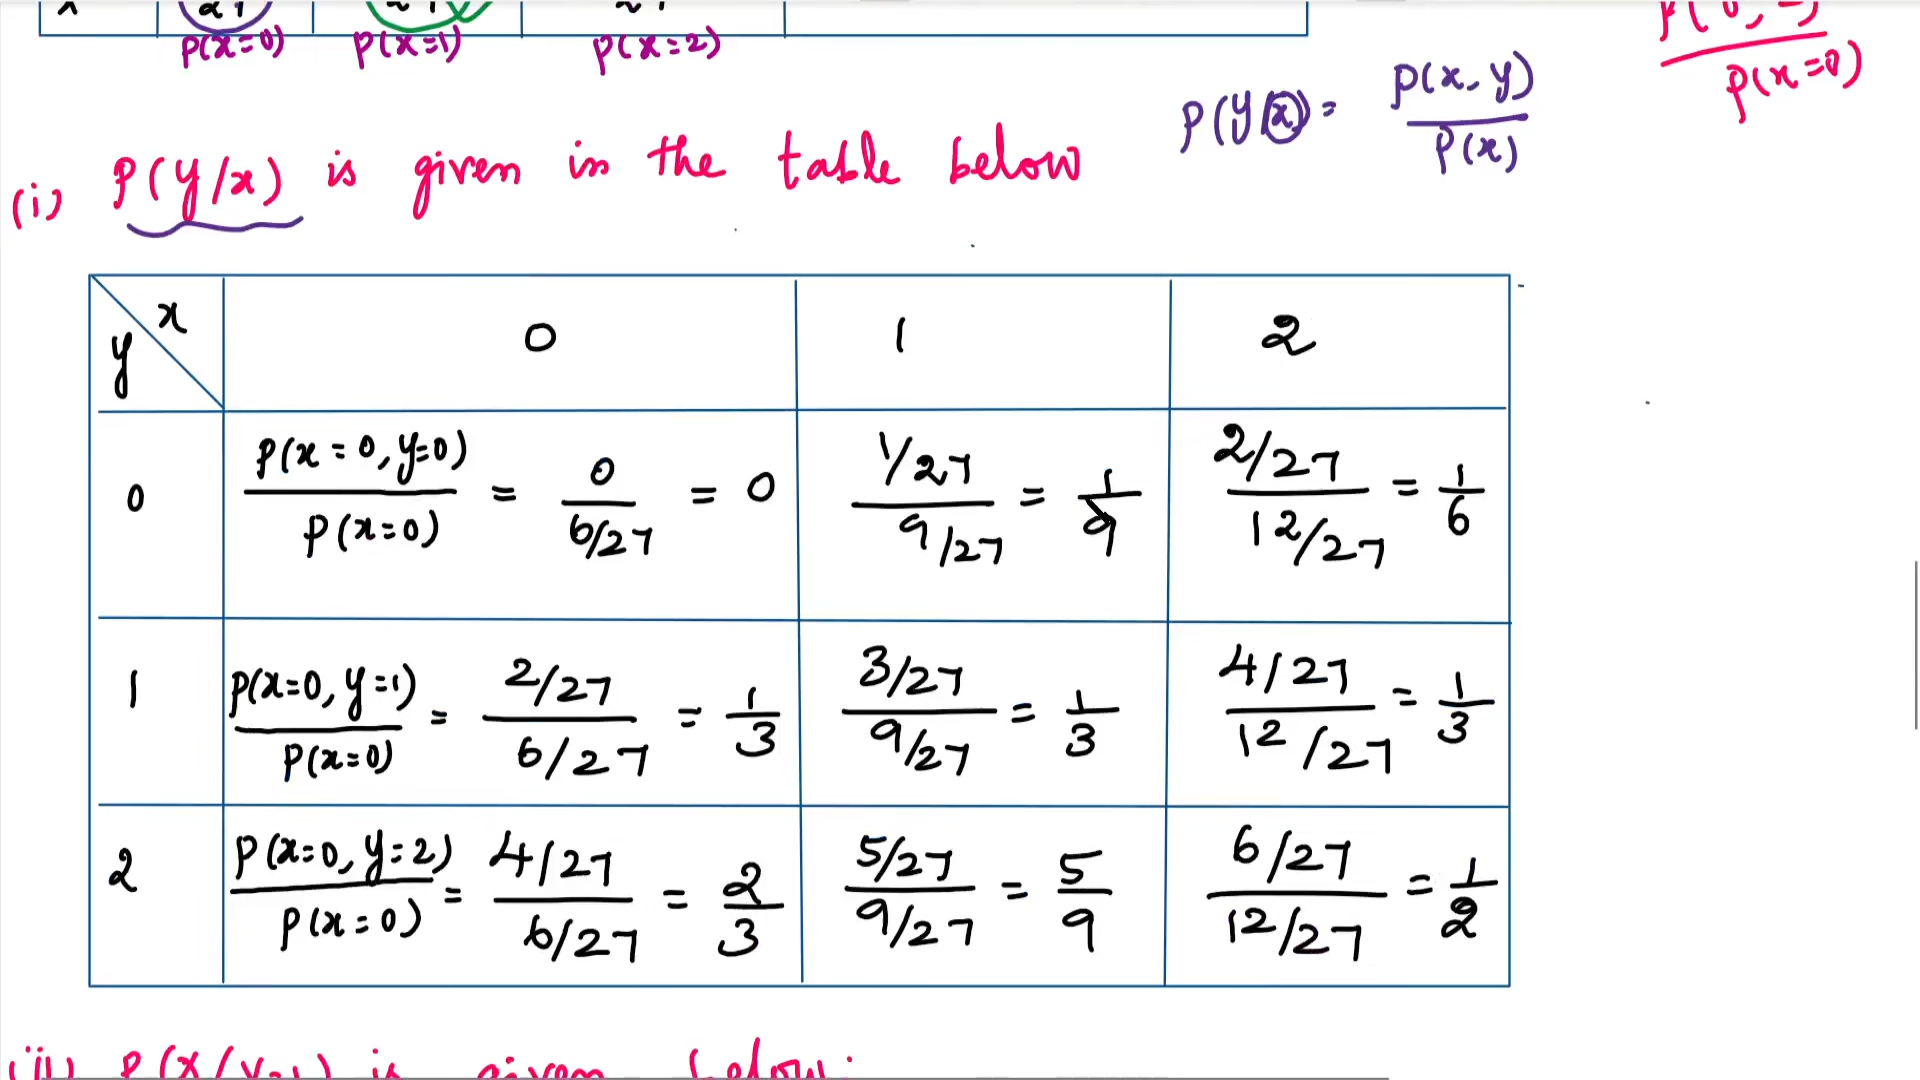 P(x=0) P(x=1) P(x=2)
P(x=0)
P(y/x) = P(x, y) / P(x)
(i) P(Y/x) is given in the table below
y x 0 1 2
0 P(x=0, y=0) / P(x=0) = 0 / 6/27 = 0 1/27 / 9/27 = 1/9 2/27 / 12/27 = 1/6
1 P(x=0, y=1) / P(x=0) = 2/27 / 6/27 = 1/3 3/27 / 9/27 = 1/3 4/27 / 12/27 = 1/3
2 P(x=0, y=2) / P(x=0) = 4/27 / 6/27 = 2/3 5/27 / 9/27 = 5/9 6/27 / 12/27 = 1/2
is given below: